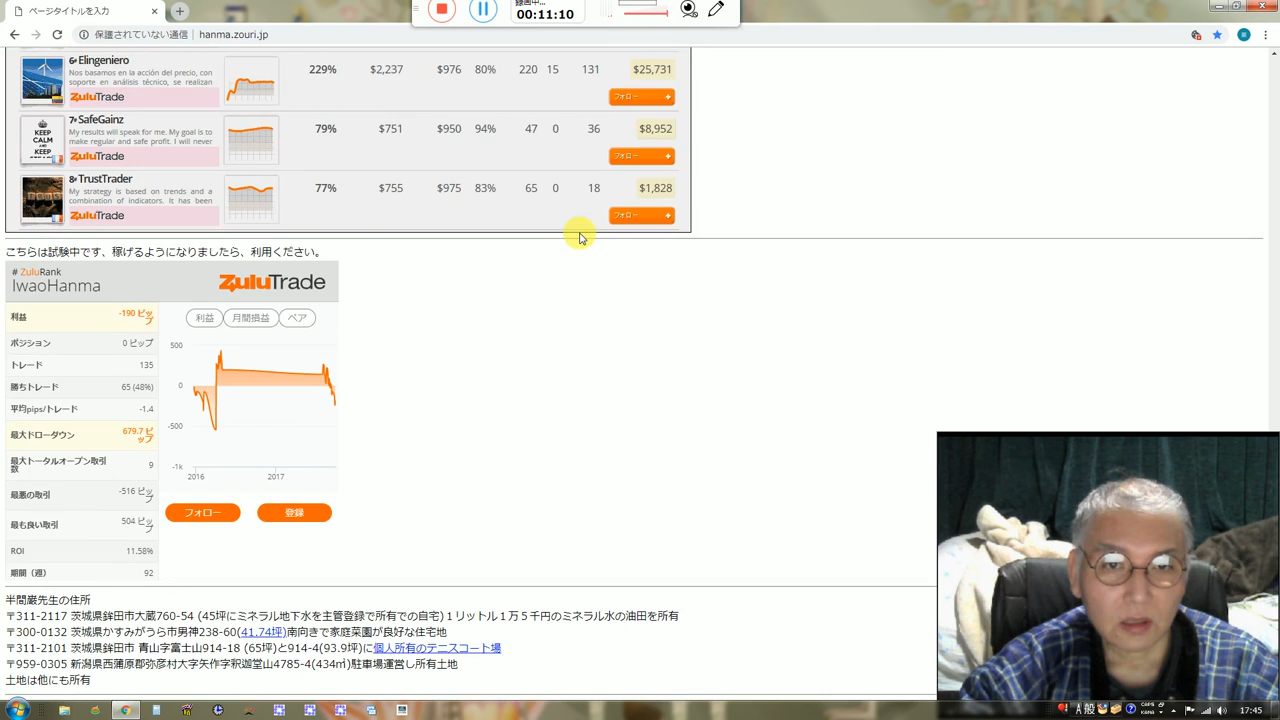 ページタイトルを入力
録画中...
00:11:10
保護されていない通信 | hanma.zouri.jp
6 Elingeniero
Nos basamos en la acción del precio, con
soporte en análisis técnico, se realizan
ZuluTrade
229% $2,237 $976 80% 220 15 131 $25,731
フォロー +
7 SafeGainz
My results will speak for me. My goal is to
make regular and safe profit. I will never
ZuluTrade
KEEP
CALM
AND
KEEP
79% $751 $950 94% 47 0 36 $8,952
フォロー +
8 TrustTrader
My strategy is based on trends and a
combination of indicators. It has been
ZuluTrade
77% $755 $975 83% 65 0 18 $1,828
フォロー +
こちらは試験中です、稼げるようになりましたら、利用ください。
# ZuluRank
IwaoHanma
ZuluTrade
利益 -190 ピップ
ポジション 0 ピップ
トレード 135
勝ちトレード 65 (48%)
平均pips/トレード -1.4
最大ドローダウン 679.7 ピップ
最大トータルオープン取引数 9
最悪の取引 -516 ピップ
最も良い取引 504 ピップ
ROI 11.58%
期間（週） 92
利益 月間損益 ペア
500
0
-500
-1k
2016 2017
フォロー 登録
半間巌先生の住所
〒311-2117 茨城県鉾田市大蔵760-54 (45坪にミネラル地下水を主管登録で所有での自宅)１リットル１万５千円のミネラル水の油田を所有
〒300-0132 茨城県かすみがうら市男神238-60(41.74坪)南向きで家庭菜園が良好な住宅地
〒311-2101 茨城県鉾田市 青山字富士山914-18 (65坪)と914-4(93.9坪)に個人所有のテニスコート場
〒959-0305 新潟県西蒲原郡弥彦村大字矢作字釈迦堂山4785-4(434㎡)駐車場運営し所有土地
土地は他にも所有
A 般 CAPS KANA 17:45